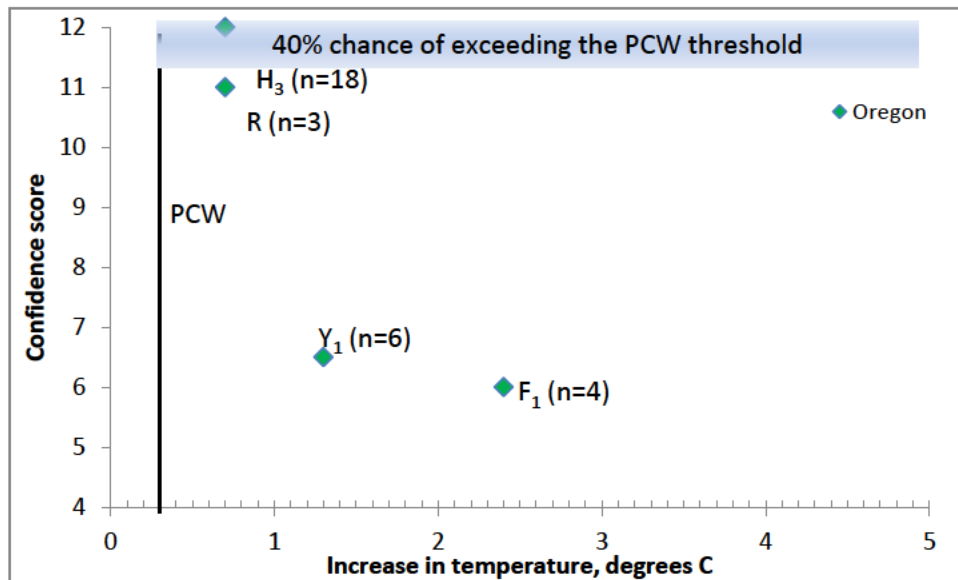 12
40% chance of exceeding the PCW threshold
11
H₃ (n=18)
R (n=3)
Oregon
10
9
PCW
8
7
Y₁ (n=6)
6
F₁ (n=4)
5
4
Confidence score
0 1 2 3 4 5
Increase in temperature, degrees C